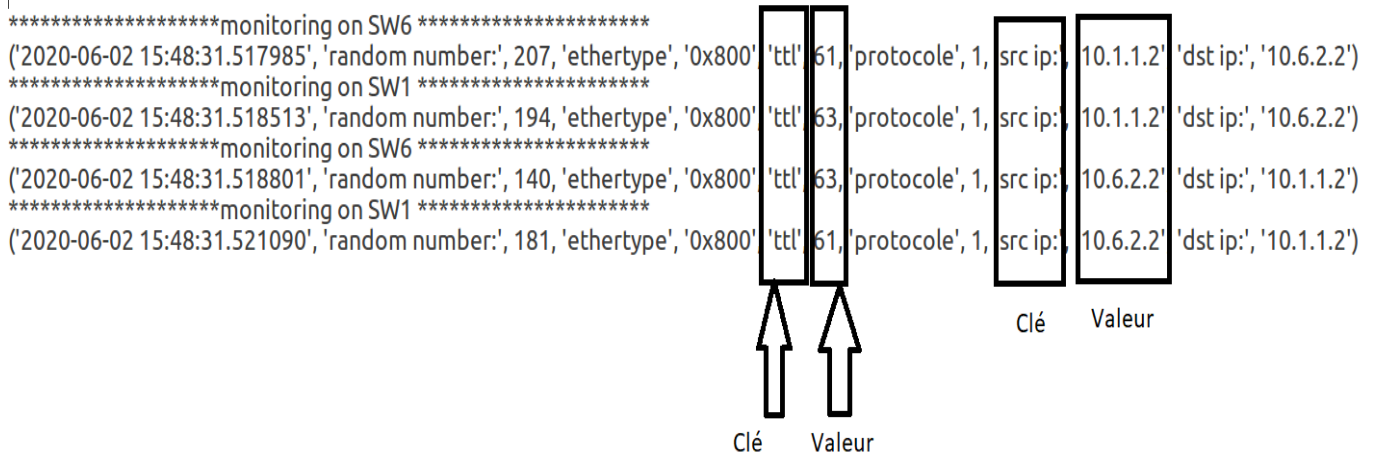 ********************monitoring on SW6 **********************
('2020-06-02 15:48:31.517985', 'random number:', 207, 'ethertype', '0x800', 'ttl', 61, 'protocole', 1, 'src ip:', '10.1.1.2', 'dst ip:', '10.6.2.2')
********************monitoring on SW1 **********************
('2020-06-02 15:48:31.518513', 'random number:', 194, 'ethertype', '0x800', 'ttl', 63, 'protocole', 1, 'src ip:', '10.1.1.2', 'dst ip:', '10.6.2.2')
********************monitoring on SW6 **********************
('2020-06-02 15:48:31.518801', 'random number:', 140, 'ethertype', '0x800', 'ttl', 63, 'protocole', 1, 'src ip:', '10.6.2.2', 'dst ip:', '10.1.1.2')
********************monitoring on SW1 **********************
('2020-06-02 15:48:31.521090', 'random number:', 181, 'ethertype', '0x800', 'ttl', 61, 'protocole', 1, 'src ip:', '10.6.2.2', 'dst ip:', '10.1.1.2')
Clé Valeur
Clé Valeur